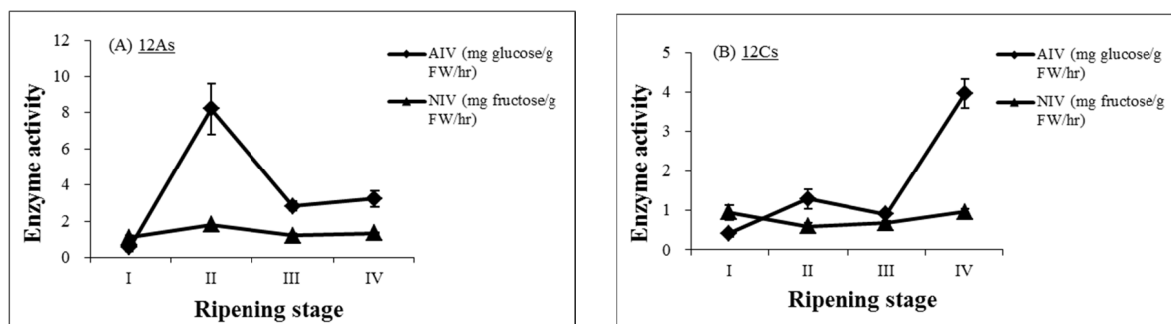 (A) 12As
12
10
8
6
4
2
0
Enzyme activity
I II III IV
Ripening stage
AIV (mg glucose/g
FW/hr)
NIV (mg fructose/g
FW/hr)
(B) 12Cs
5
4
3
2
1
0
Enzyme activity
I II III IV
Ripening stage
AIV (mg glucose/g
FW/hr)
NIV (mg fructose/g
FW/hr)